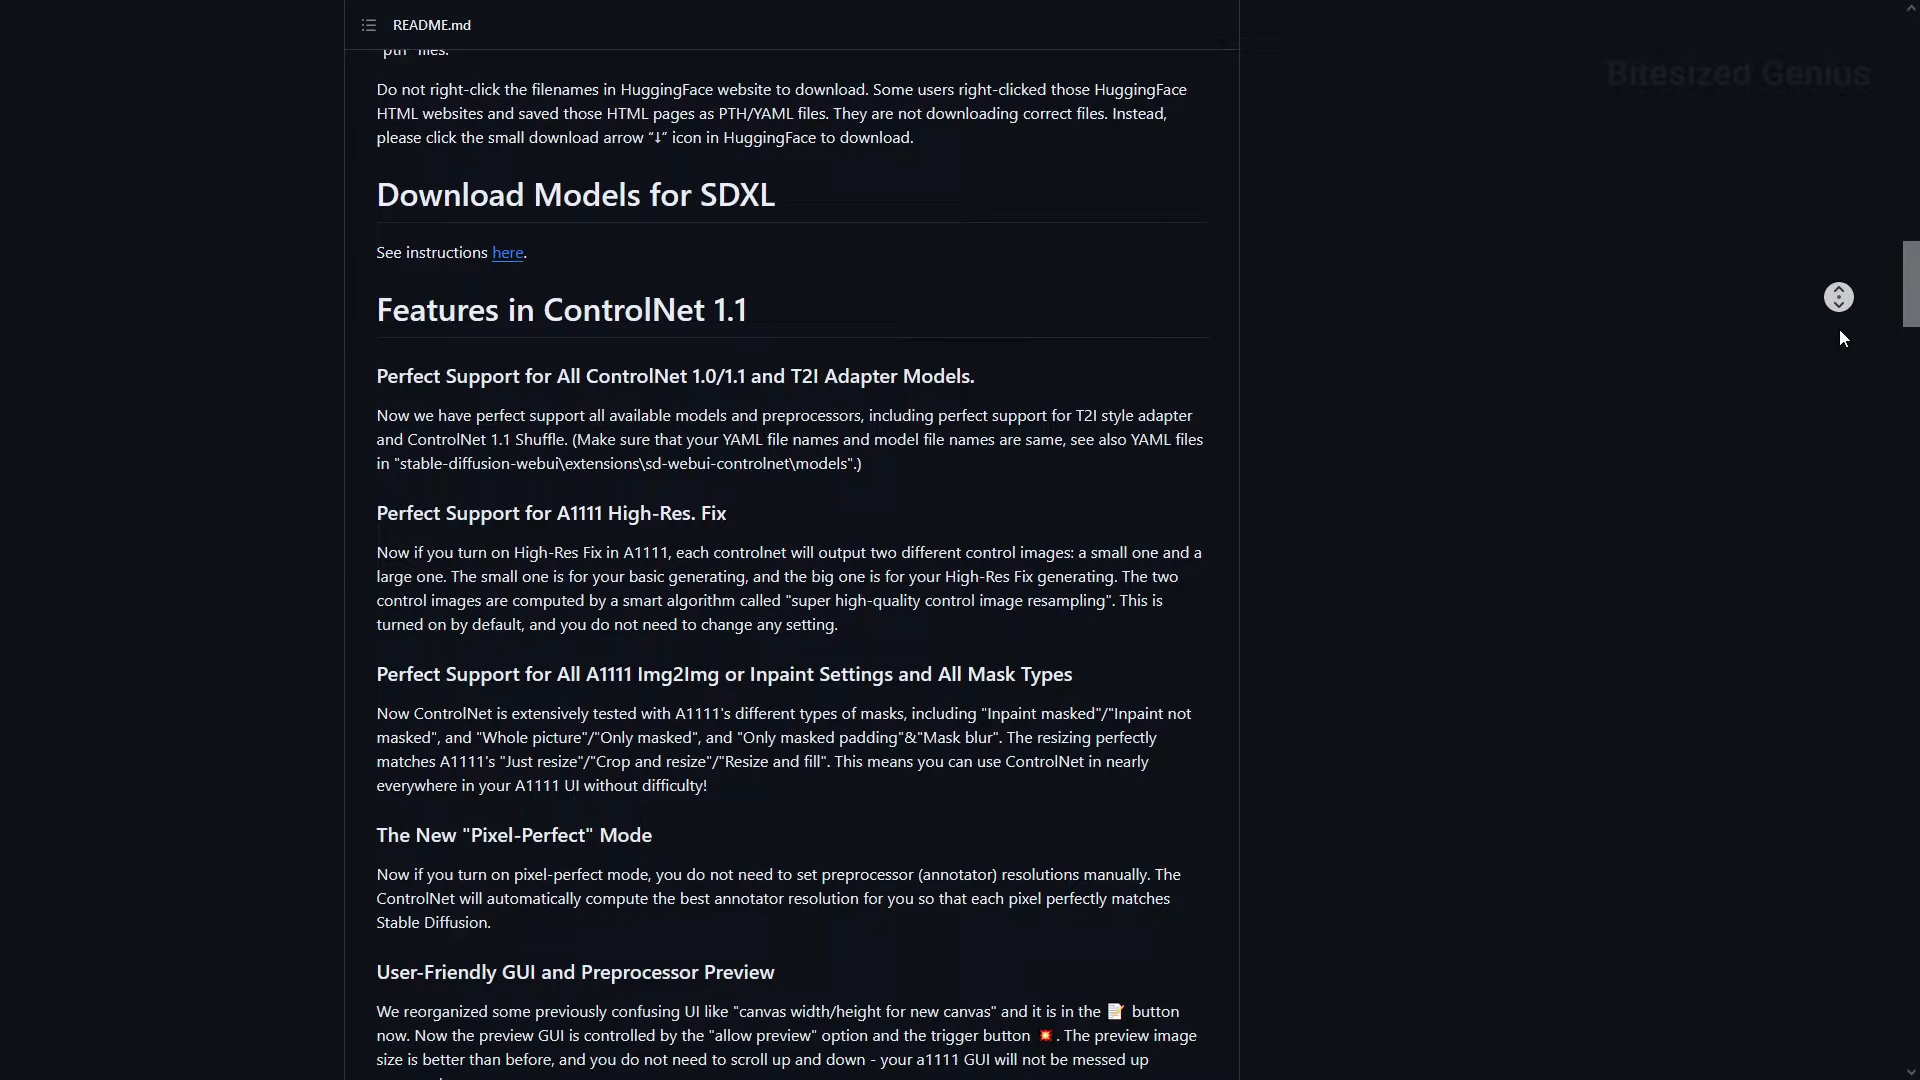 README.md
Bitesized Genius
"pth" files.
Do not right-click the filenames in HuggingFace website to download. Some users right-clicked those HuggingFace
HTML websites and saved those HTML pages as PTH/YAML files. They are not downloading correct files. Instead,
please click the small download arrow “↓” icon in HuggingFace to download.
Download Models for SDXL
See instructions here.
Features in ControlNet 1.1
Perfect Support for All ControlNet 1.0/1.1 and T2I Adapter Models.
Now we have perfect support all available models and preprocessors, including perfect support for T2I style adapter
and ControlNet 1.1 Shuffle. (Make sure that your YAML file names and model file names are same, see also YAML files
in "stable-diffusion-webui\extensions\sd-webui-controlnet\models".)
Perfect Support for A1111 High-Res. Fix
Now if you turn on High-Res Fix in A1111, each controlnet will output two different control images: a small one and a
large one. The small one is for your basic generating, and the big one is for your High-Res Fix generating. The two
control images are computed by a smart algorithm called "super high-quality control image resampling". This is
turned on by default, and you do not need to change any setting.
Perfect Support for All A1111 Img2Img or Inpaint Settings and All Mask Types
Now ControlNet is extensively tested with A1111's different types of masks, including "Inpaint masked"/"Inpaint not
masked", and "Whole picture"/"Only masked", and "Only masked padding"&"Mask blur". The resizing perfectly
matches A1111's "Just resize"/"Crop and resize"/"Resize and fill". This means you can use ControlNet in nearly
everywhere in your A1111 UI without difficulty!
The New "Pixel-Perfect" Mode
Now if you turn on pixel-perfect mode, you do not need to set preprocessor (annotator) resolutions manually. The
ControlNet will automatically compute the best annotator resolution for you so that each pixel perfectly matches
Stable Diffusion.
User-Friendly GUI and Preprocessor Preview
We reorganized some previously confusing UI like "canvas width/height for new canvas" and it is in the 📝 button
now. Now the preview GUI is controlled by the "allow preview" option and the trigger button 💥. The preview image
size is better than before, and you do not need to scroll up and down - your a1111 GUI will not be messed up